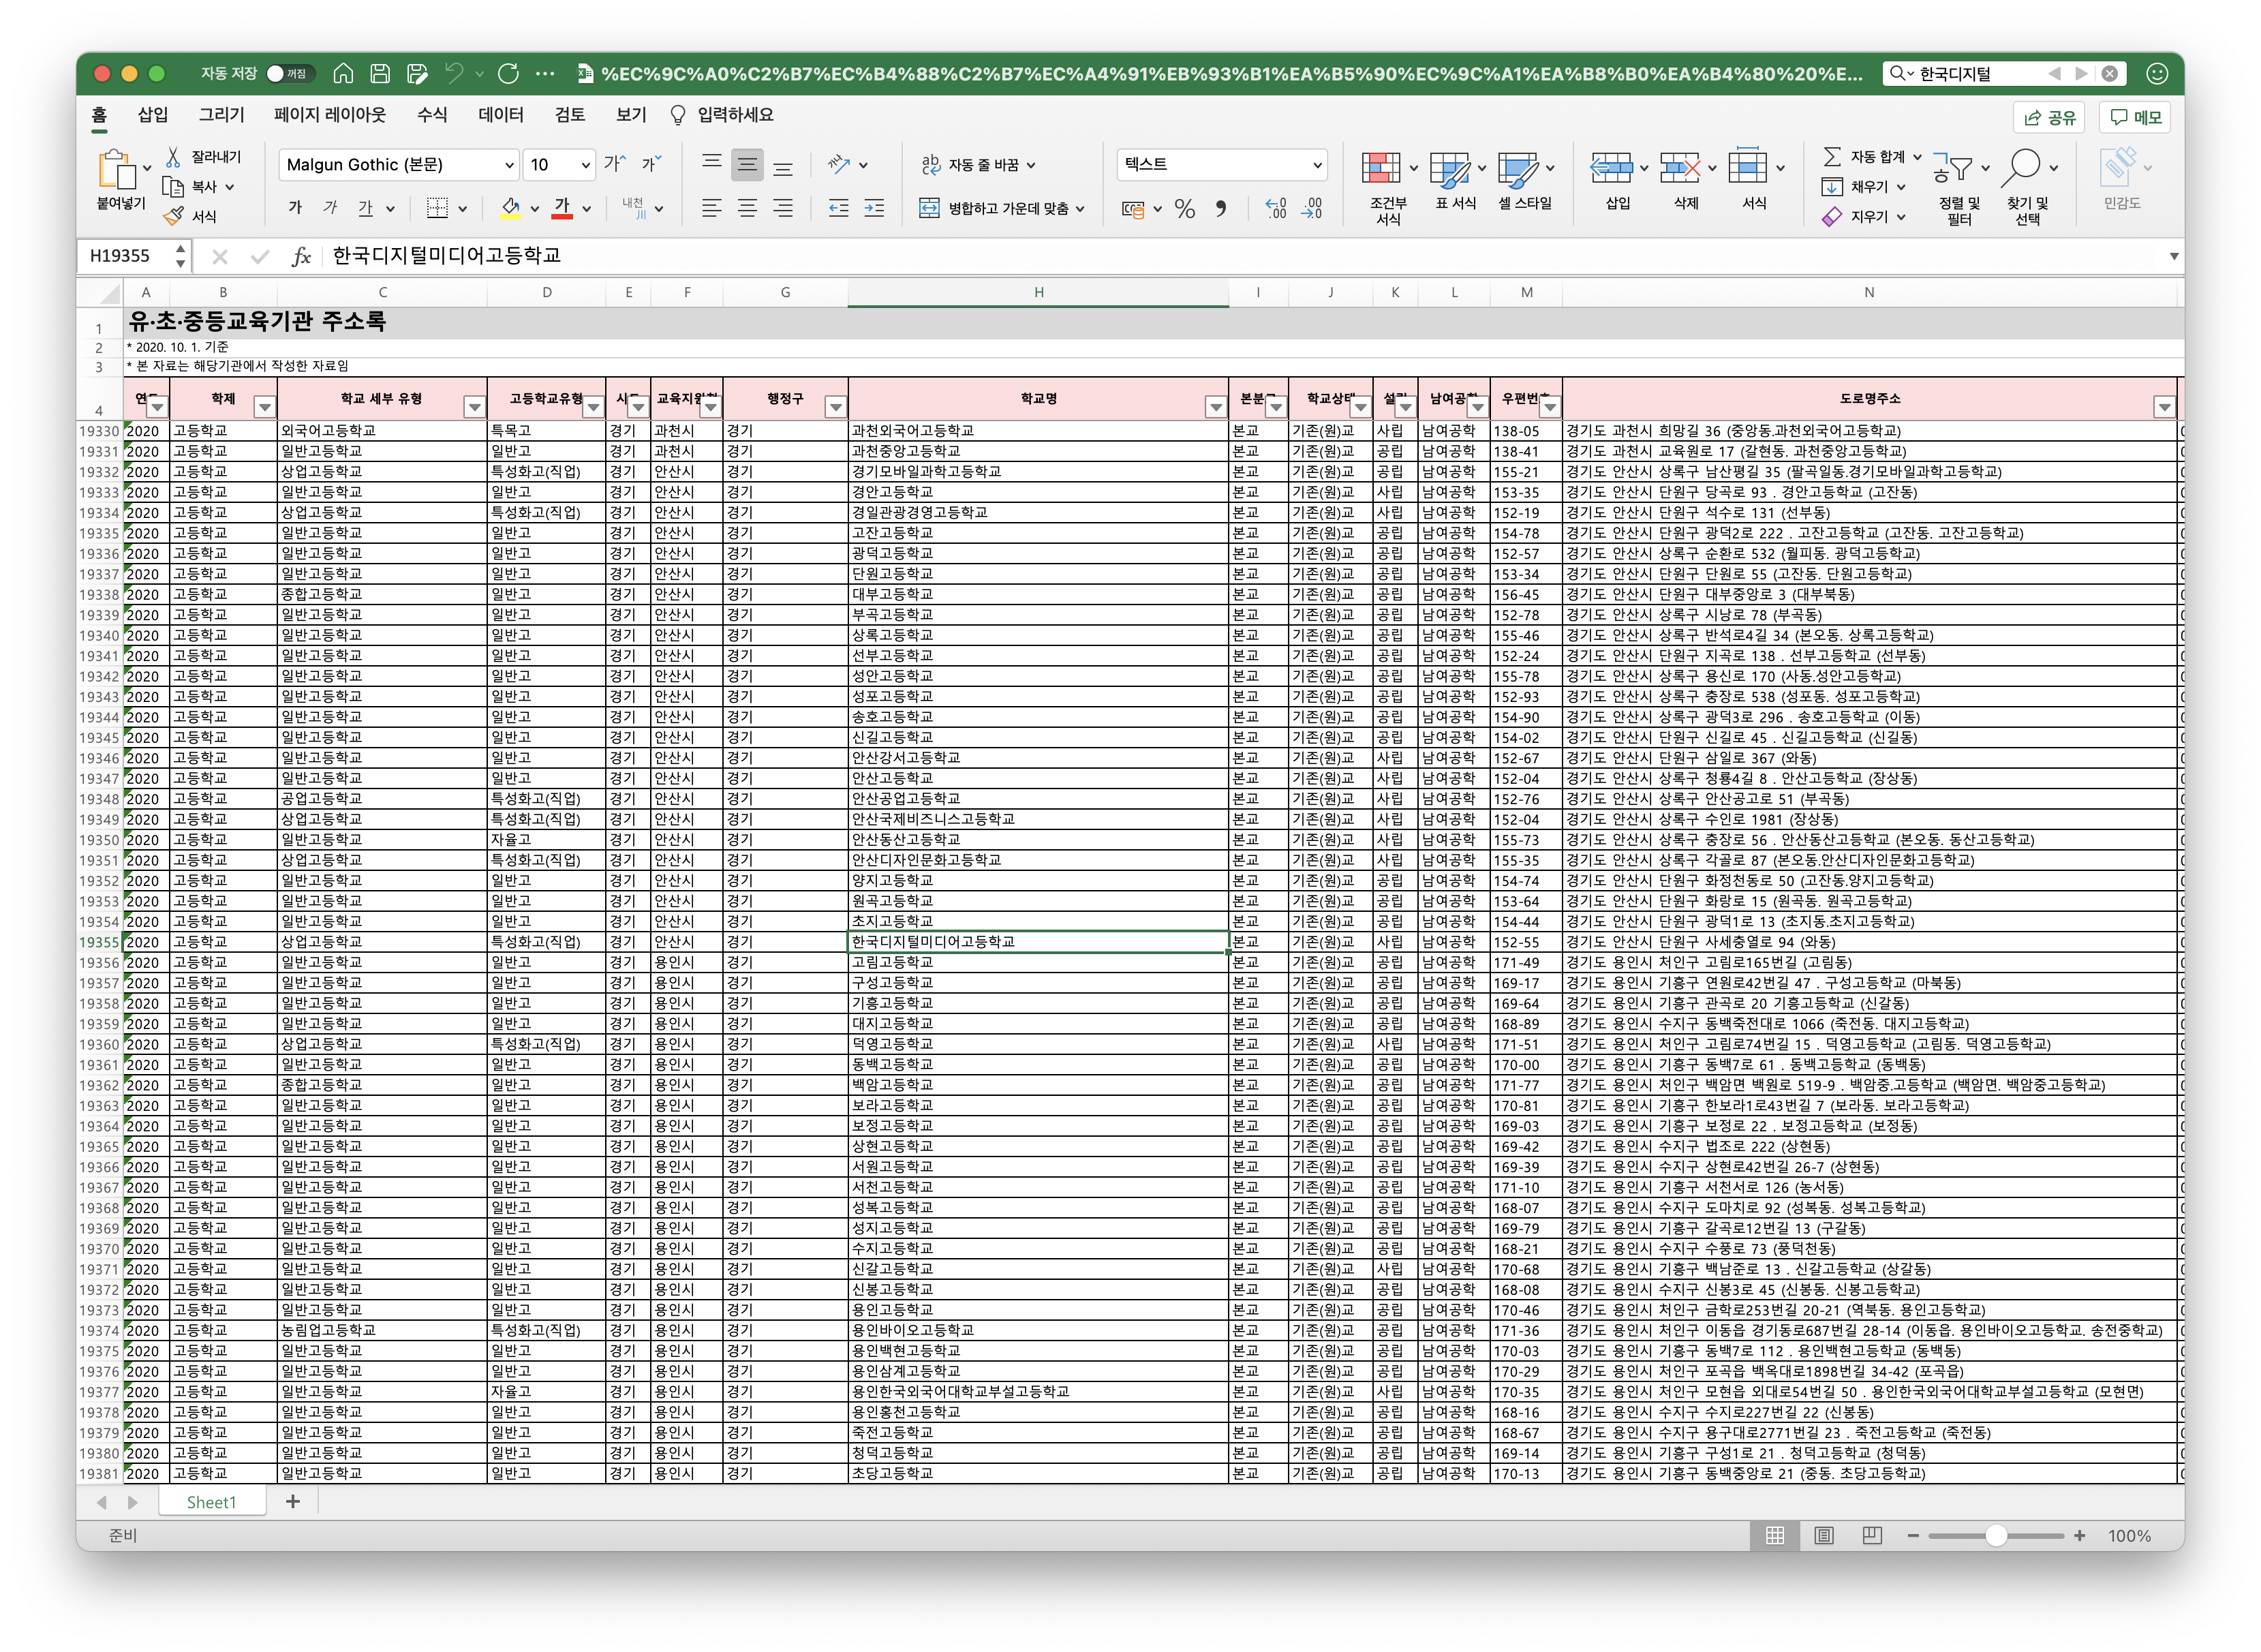 자동 저장 꺼짐 %EC%9C%A0%C2%B7%EC%B4%88%C2%B7%EC%A4%91%EB%93%B1%EA%B5%90%EC%9C%A1%EA%B8%B0%EA%B4%80%20%E... 한국디지털
홈 삽입 그리기 페이지 레이아웃 수식 데이터 검토 보기 입력하세요 공유 메모
붙여넣기 잘라내기 복사 서식 Malgun Gothic (본문) 10 자동 줄 바꿈 병합하고 가운데 맞춤 텍스트 조건부 서식 표 서식 셀 스타일 삽입 삭제 서식 자동 합계 채우기 지우기 정렬 및 필터 찾기 및 선택 민감도
H19355 fx 한국디지털미디어고등학교
A B C D E F G H I J K L M N
1 유·초·중등교육기관 주소록
2 * 2020. 10. 1. 기준
3 * 본 자료는 해당기관에서 작성한 자료임
4 학제 학교 세부 유형 고등학교유형 행정구 학교명 학교상태 도로명주소
19330 2020 고등학교 외국어고등학교 특목고 경기 과천시 경기 과천외국어고등학교 본교 기존(원)교 사립 남여공학 138-05 경기도 과천시 희망길 36 (중앙동.과천외국어고등학교)
19331 2020 고등학교 일반고등학교 일반고 경기 과천시 경기 과천중앙고등학교 본교 기존(원)교 공립 남여공학 138-41 경기도 과천시 교육원로 17 (갈현동. 과천중앙고등학교)
19332 2020 고등학교 상업고등학교 특성화고(직업) 경기 안산시 경기 경기모바일과학고등학교 본교 기존(원)교 공립 남여공학 155-21 경기도 안산시 상록구 남산평길 35 (팔곡일동.경기모바일과학고등학교)
19333 2020 고등학교 일반고등학교 일반고 경기 안산시 경기 경안고등학교 본교 기존(원)교 사립 남여공학 153-35 경기도 안산시 단원구 당곡로 93 . 경안고등학교 (고잔동)
19334 2020 고등학교 상업고등학교 특성화고(직업) 경기 안산시 경기 경일관광경영고등학교 본교 기존(원)교 사립 남여공학 152-19 경기도 안산시 단원구 석수로 131 (선부동)
19335 2020 고등학교 일반고등학교 일반고 경기 안산시 경기 고잔고등학교 본교 기존(원)교 공립 남여공학 154-78 경기도 안산시 단원구 광덕2로 222 . 고잔고등학교 (고잔동. 고잔고등학교)
19336 2020 고등학교 일반고등학교 일반고 경기 안산시 경기 광덕고등학교 본교 기존(원)교 공립 남여공학 152-57 경기도 안산시 상록구 순환로 532 (월피동. 광덕고등학교)
19337 2020 고등학교 일반고등학교 일반고 경기 안산시 경기 단원고등학교 본교 기존(원)교 공립 남여공학 153-34 경기도 안산시 단원구 단원로 55 (고잔동. 단원고등학교)
19338 2020 고등학교 종합고등학교 일반고 경기 안산시 경기 대부고등학교 본교 기존(원)교 공립 남여공학 156-45 경기도 안산시 단원구 대부중앙로 3 (대부북동)
19339 2020 고등학교 일반고등학교 일반고 경기 안산시 경기 부곡고등학교 본교 기존(원)교 공립 남여공학 152-78 경기도 안산시 상록구 시낭로 78 (부곡동)
19340 2020 고등학교 일반고등학교 일반고 경기 안산시 경기 상록고등학교 본교 기존(원)교 공립 남여공학 155-46 경기도 안산시 상록구 반석로4길 34 (본오동. 상록고등학교)
19341 2020 고등학교 일반고등학교 일반고 경기 안산시 경기 선부고등학교 본교 기존(원)교 공립 남여공학 152-24 경기도 안산시 단원구 지곡로 138 . 선부고등학교 (선부동)
19342 2020 고등학교 일반고등학교 일반고 경기 안산시 경기 성안고등학교 본교 기존(원)교 공립 남여공학 155-78 경기도 안산시 상록구 용신로 170 (사동.성안고등학교)
19343 2020 고등학교 일반고등학교 일반고 경기 안산시 경기 성포고등학교 본교 기존(원)교 공립 남여공학 152-93 경기도 안산시 상록구 충장로 538 (성포동. 성포고등학교)
19344 2020 고등학교 일반고등학교 일반고 경기 안산시 경기 송호고등학교 본교 기존(원)교 공립 남여공학 154-90 경기도 안산시 상록구 광덕3로 296 . 송호고등학교 (이동)
19345 2020 고등학교 일반고등학교 일반고 경기 안산시 경기 신길고등학교 본교 기존(원)교 공립 남여공학 154-02 경기도 안산시 단원구 신길로 45 . 신길고등학교 (신길동)
19346 2020 고등학교 일반고등학교 일반고 경기 안산시 경기 안산강서고등학교 본교 기존(원)교 사립 남여공학 152-67 경기도 안산시 단원구 삼일로 367 (와동)
19347 2020 고등학교 일반고등학교 일반고 경기 안산시 경기 안산고등학교 본교 기존(원)교 공립 남여공학 152-04 경기도 안산시 상록구 청룡4길 8 . 안산고등학교 (장상동)
19348 2020 고등학교 공업고등학교 특성화고(직업) 경기 안산시 경기 안산공업고등학교 본교 기존(원)교 사립 남여공학 152-76 경기도 안산시 상록구 안산공고로 51 (부곡동)
19349 2020 고등학교 상업고등학교 특성화고(직업) 경기 안산시 경기 안산국제비즈니스고등학교 본교 기존(원)교 사립 남여공학 152-04 경기도 안산시 상록구 수인로 1981 (장상동)
19350 2020 고등학교 일반고등학교 자율고 경기 안산시 경기 안산동산고등학교 본교 기존(원)교 사립 남여공학 155-73 경기도 안산시 상록구 충장로 56 . 안산동산고등학교 (본오동. 동산고등학교)
19351 2020 고등학교 상업고등학교 특성화고(직업) 경기 안산시 경기 안산디자인문화고등학교 본교 기존(원)교 사립 남여공학 155-35 경기도 안산시 상록구 각골로 87 (본오동.안산디자인문화고등학교)
19352 2020 고등학교 일반고등학교 일반고 경기 안산시 경기 양지고등학교 본교 기존(원)교 공립 남여공학 154-74 경기도 안산시 단원구 화정천동로 50 (고잔동.양지고등학교)
19353 2020 고등학교 일반고등학교 일반고 경기 안산시 경기 원곡고등학교 본교 기존(원)교 공립 남여공학 153-64 경기도 안산시 단원구 화랑로 15 (원곡동. 원곡고등학교)
19354 2020 고등학교 일반고등학교 일반고 경기 안산시 경기 초지고등학교 본교 기존(원)교 공립 남여공학 154-44 경기도 안산시 단원구 광덕1로 13 (초지동.초지고등학교)
19355 2020 고등학교 상업고등학교 특성화고(직업) 경기 안산시 경기 한국디지털미디어고등학교 본교 기존(원)교 사립 남여공학 152-55 경기도 안산시 단원구 사세충열로 94 (와동)
19356 2020 고등학교 일반고등학교 일반고 경기 용인시 경기 고림고등학교 본교 기존(원)교 공립 남여공학 171-49 경기도 용인시 처인구 고림로165번길 (고림동)
19357 2020 고등학교 일반고등학교 일반고 경기 용인시 경기 구성고등학교 본교 기존(원)교 공립 남여공학 169-17 경기도 용인시 기흥구 연원로42번길 47 . 구성고등학교 (마북동)
19358 2020 고등학교 일반고등학교 일반고 경기 용인시 경기 기흥고등학교 본교 기존(원)교 공립 남여공학 169-64 경기도 용인시 기흥구 관곡로 20 기흥고등학교 (신갈동)
19359 2020 고등학교 일반고등학교 일반고 경기 용인시 경기 대지고등학교 본교 기존(원)교 공립 남여공학 168-89 경기도 용인시 수지구 동백죽전대로 1066 (죽전동. 대지고등학교)
19360 2020 고등학교 상업고등학교 특성화고(직업) 경기 용인시 경기 덕영고등학교 본교 기존(원)교 사립 남여공학 171-51 경기도 용인시 처인구 고림로74번길 15 . 덕영고등학교 (고림동. 덕영고등학교)
19361 2020 고등학교 일반고등학교 일반고 경기 용인시 경기 동백고등학교 본교 기존(원)교 공립 남여공학 170-00 경기도 용인시 기흥구 동백7로 61 . 동백고등학교 (동백동)
19362 2020 고등학교 종합고등학교 일반고 경기 용인시 경기 백암고등학교 본교 기존(원)교 공립 남여공학 171-77 경기도 용인시 처인구 백암면 백원로 519-9 . 백암중.고등학교 (백암면. 백암중고등학교)
19363 2020 고등학교 일반고등학교 일반고 경기 용인시 경기 보라고등학교 본교 기존(원)교 공립 남여공학 170-81 경기도 용인시 기흥구 한보라1로43번길 7 (보라동. 보라고등학교)
19364 2020 고등학교 일반고등학교 일반고 경기 용인시 경기 보정고등학교 본교 기존(원)교 공립 남여공학 169-03 경기도 용인시 기흥구 보정로 22 . 보정고등학교 (보정동)
19365 2020 고등학교 일반고등학교 일반고 경기 용인시 경기 상현고등학교 본교 기존(원)교 공립 남여공학 169-42 경기도 용인시 수지구 법조로 222 (상현동)
19366 2020 고등학교 일반고등학교 일반고 경기 용인시 경기 서원고등학교 본교 기존(원)교 공립 남여공학 169-39 경기도 용인시 수지구 상현로42번길 26-7 (상현동)
19367 2020 고등학교 일반고등학교 일반고 경기 용인시 경기 서천고등학교 본교 기존(원)교 공립 남여공학 171-10 경기도 용인시 기흥구 서천서로 126 (농서동)
19368 2020 고등학교 일반고등학교 일반고 경기 용인시 경기 성복고등학교 본교 기존(원)교 공립 남여공학 168-07 경기도 용인시 수지구 도마치로 92 (성복동. 성복고등학교)
19369 2020 고등학교 일반고등학교 일반고 경기 용인시 경기 성지고등학교 본교 기존(원)교 공립 남여공학 169-79 경기도 용인시 기흥구 갈곡로12번길 13 (구갈동)
19370 2020 고등학교 일반고등학교 일반고 경기 용인시 경기 수지고등학교 본교 기존(원)교 공립 남여공학 168-21 경기도 용인시 수지구 수풍로 73 (풍덕천동)
19371 2020 고등학교 일반고등학교 일반고 경기 용인시 경기 신갈고등학교 본교 기존(원)교 사립 남여공학 170-68 경기도 용인시 기흥구 백남준로 13 . 신갈고등학교 (상갈동)
19372 2020 고등학교 일반고등학교 일반고 경기 용인시 경기 신봉고등학교 본교 기존(원)교 공립 남여공학 168-08 경기도 용인시 수지구 신봉3로 45 (신봉동. 신봉고등학교)
19373 2020 고등학교 일반고등학교 일반고 경기 용인시 경기 용인고등학교 본교 기존(원)교 공립 남여공학 170-46 경기도 용인시 처인구 금학로253번길 20-21 (역북동. 용인고등학교)
19374 2020 고등학교 농림업고등학교 특성화고(직업) 경기 용인시 경기 용인바이오고등학교 본교 기존(원)교 공립 남여공학 171-36 경기도 용인시 처인구 이동읍 경기동로687번길 28-14 (이동읍. 용인바이오고등학교. 송전중학교)
19375 2020 고등학교 일반고등학교 일반고 경기 용인시 경기 용인백현고등학교 본교 기존(원)교 공립 남여공학 170-03 경기도 용인시 기흥구 동백7로 112 . 용인백현고등학교 (동백동)
19376 2020 고등학교 일반고등학교 일반고 경기 용인시 경기 용인삼계고등학교 본교 기존(원)교 공립 남여공학 170-29 경기도 용인시 처인구 포곡읍 백옥대로1898번길 34-42 (포곡읍)
19377 2020 고등학교 일반고등학교 자율고 경기 용인시 경기 용인한국외국어대학교부설고등학교 본교 기존(원)교 사립 남여공학 170-35 경기도 용인시 처인구 모현읍 외대로54번길 50 . 용인한국외국어대학교부설고등학교 (모현면)
19378 2020 고등학교 일반고등학교 일반고 경기 용인시 경기 용인홍천고등학교 본교 기존(원)교 공립 남여공학 168-16 경기도 용인시 수지구 수지로227번길 22 (신봉동)
19379 2020 고등학교 일반고등학교 일반고 경기 용인시 경기 죽전고등학교 본교 기존(원)교 공립 남여공학 168-67 경기도 용인시 수지구 용구대로2771번길 23 . 죽전고등학교 (죽전동)
19380 2020 고등학교 일반고등학교 일반고 경기 용인시 경기 청덕고등학교 본교 기존(원)교 공립 남여공학 169-14 경기도 용인시 기흥구 구성1로 21 . 청덕고등학교 (청덕동)
19381 2020 고등학교 일반고등학교 일반고 경기 용인시 경기 초당고등학교 본교 기존(원)교 공립 남여공학 170-13 경기도 용인시 기흥구 동백중앙로 21 (중동. 초당고등학교)
Sheet1
준비 100%